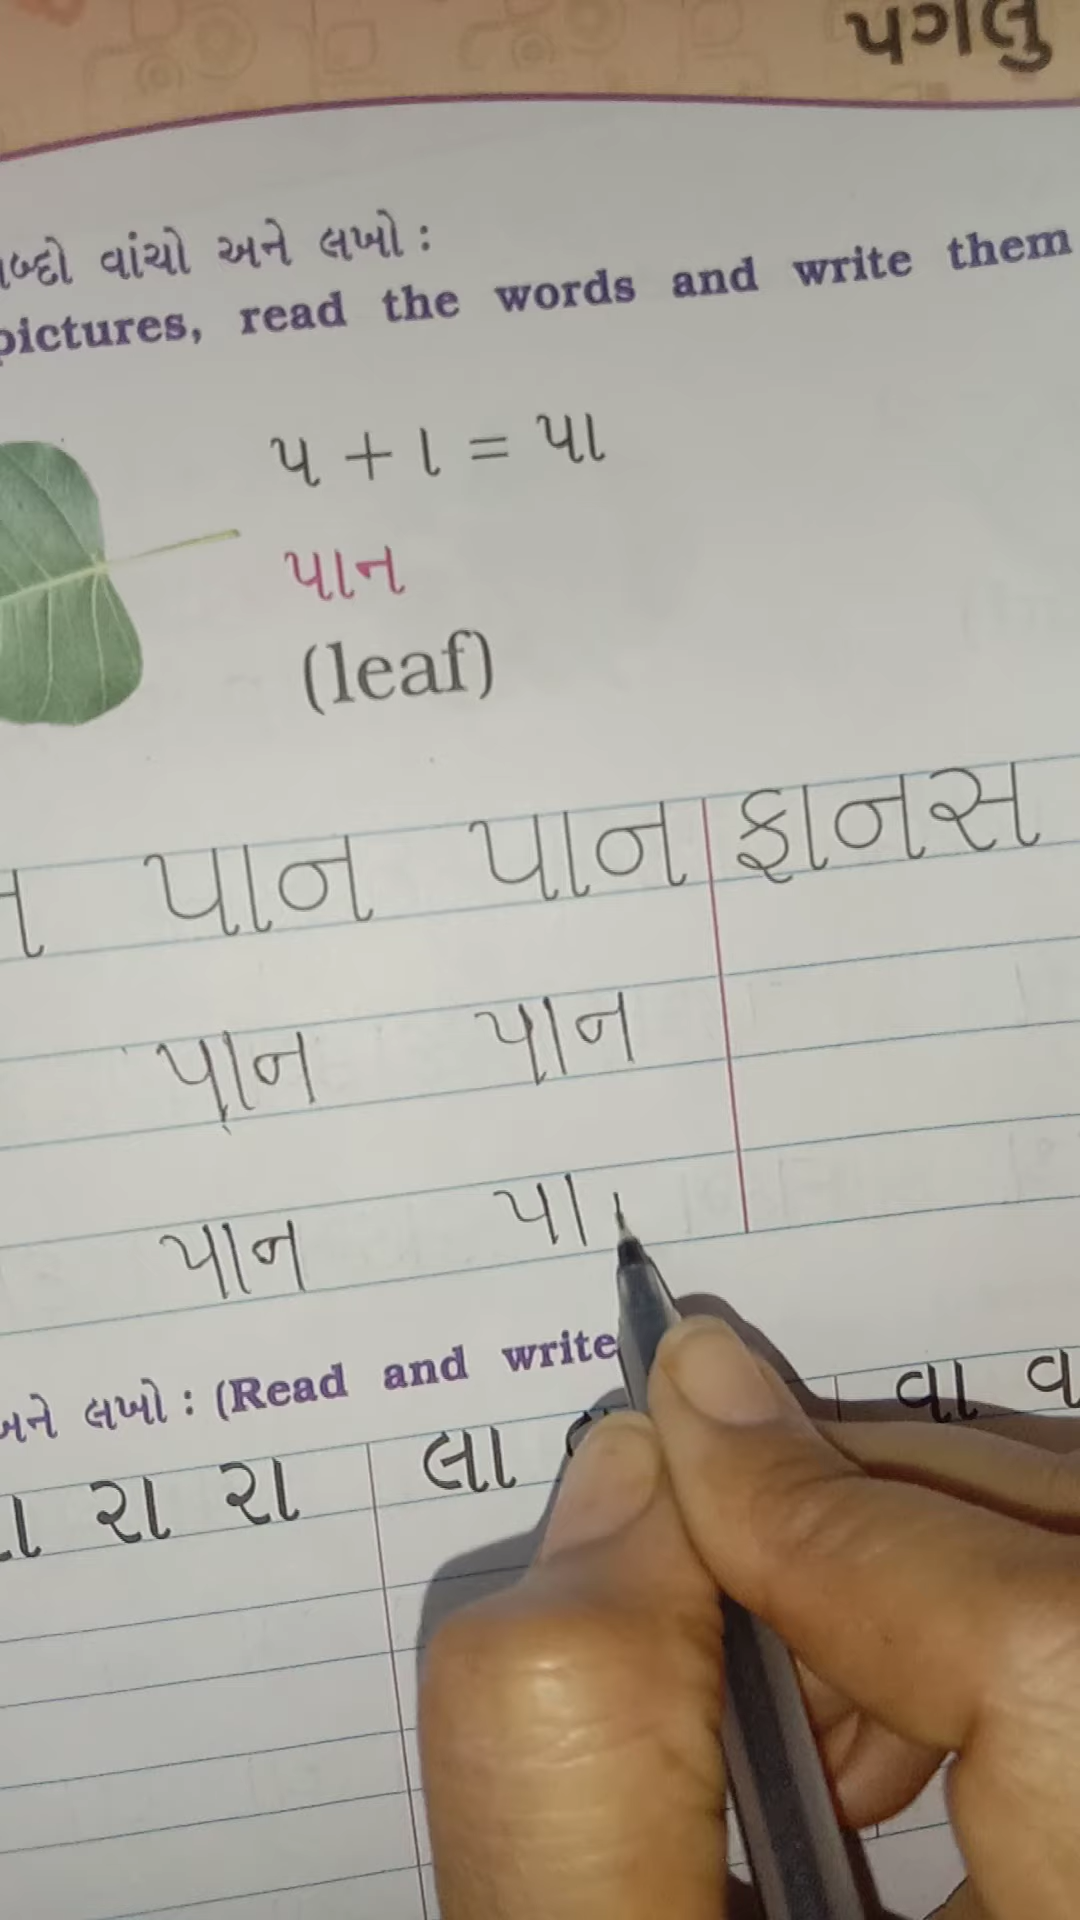 પગલુ
વાંચો અને લખો :
pictures, read the words and write them
પ + ા = પા
પાન
(leaf)
પાન પાન ફાનસ
પાન પાન
પાન પા
અને લખો : (Read and write
રા રા લા વા